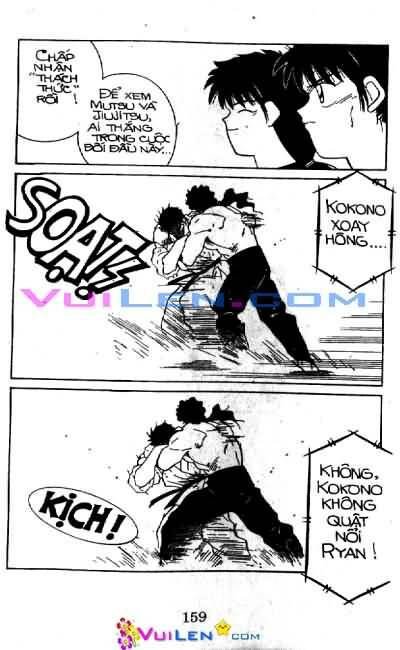 CHẤP
NHẬN
"THÁCH
THỨC"
RỒI !
ĐỂ XEM
MUTSU VÀ
JIUJITSU,
AI THẮNG
TRONG CUỘC
ĐỐI ĐẦU NÀY...
KOKONO
XOAY
HÔNG....
SOẠT!
VUILEN.COM
KHÔNG,
KOKONO
KHÔNG
QUẬT
NỔI
RYAN !
KỊCH !
159
VUILEN.COM